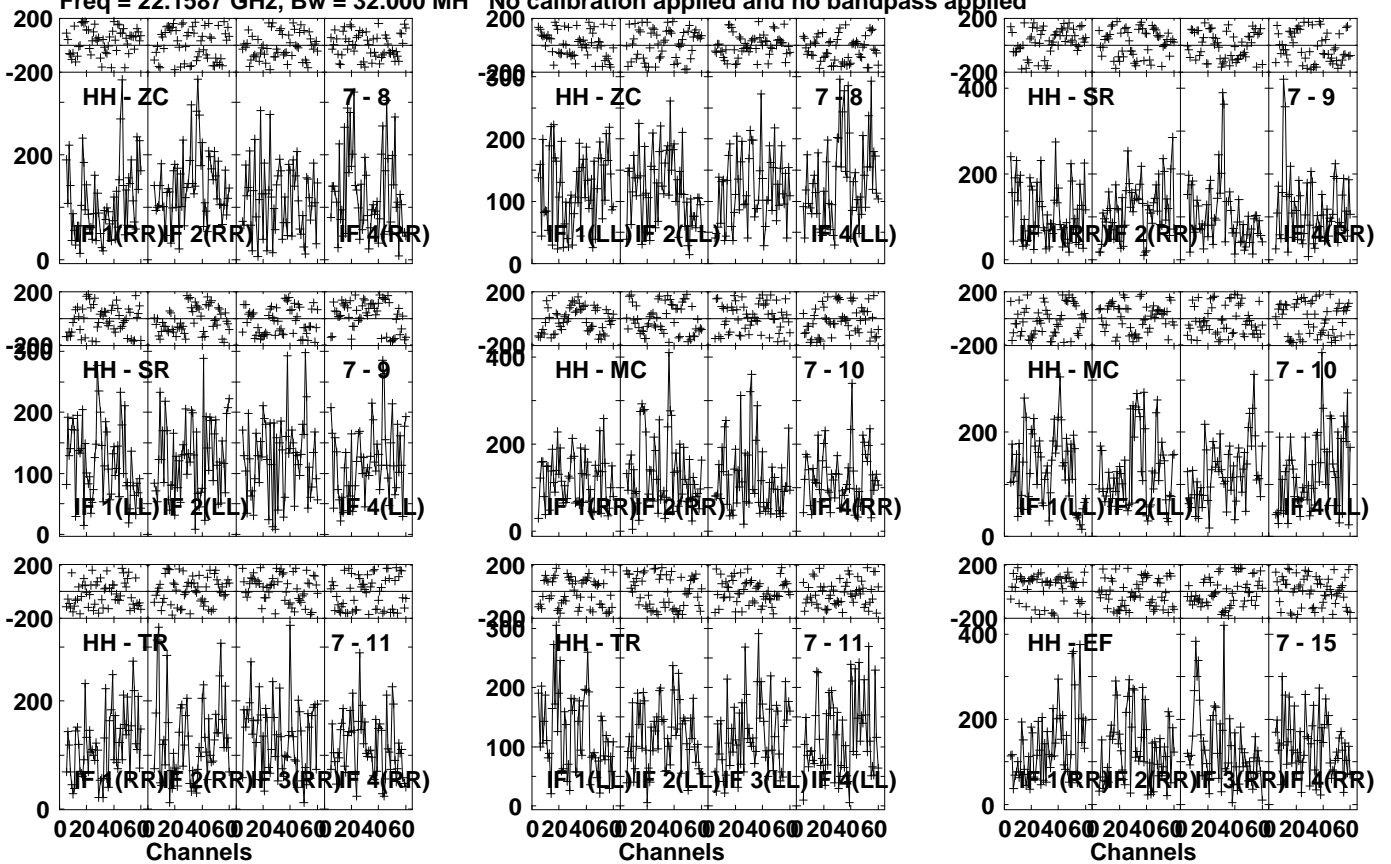 Freq = 22.1587 GHz, Bw = 32.000 MH No calibration applied and no bandpass applied
200
-200
HH - ZC 7 - 8
200
IF 1(RR) IF 2(RR) IF 4(RR)
0
200
-200
300
HH - ZC 7 - 8
200
100
IF 1(LL) IF 2(LL) IF 4(LL)
0
200
-200
400
HH - SR 7 - 9
200
IF 1(RR) IF 2(RR) IF 4(RR)
0
200
-200
300
HH - SR 7 - 9
200
100
IF 1(LL) IF 2(LL) IF 4(LL)
0
200
-200
400
HH - MC 7 - 10
200
IF 1(RR) IF 2(RR) IF 4(RR)
0
200
-200
HH - MC 7 - 10
200
IF 1(LL) IF 2(LL) IF 4(LL)
0
200
-200
HH - TR 7 - 11
200
IF 1(RR) IF 2(RR) IF 3(RR) IF 4(RR)
0
0 20 40 60 0 20 40 60 0 20 40 60 0 20 40 60
Channels
200
-200
300
HH - TR 7 - 11
200
100
IF 1(LL) IF 2(LL) IF 3(LL) IF 4(LL)
0
0 20 40 60 0 20 40 60 0 20 40 60 0 20 40 60
Channels
200
-200
400
HH - EF 7 - 15
200
IF 1(RR) IF 2(RR) IF 3(RR) IF 4(RR)
0
0 20 40 60 0 20 40 60 0 20 40 60 0 20 40 60
Channels